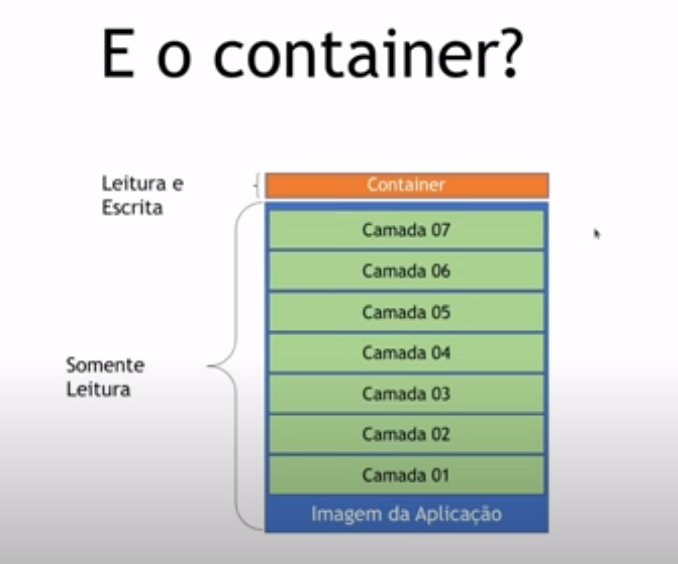 E o container?
Leitura e
Escrita
Container
Camada 07
Camada 06
Camada 05
Camada 04
Somente
Leitura
Camada 03
Camada 02
Camada 01
Imagem da Aplicação